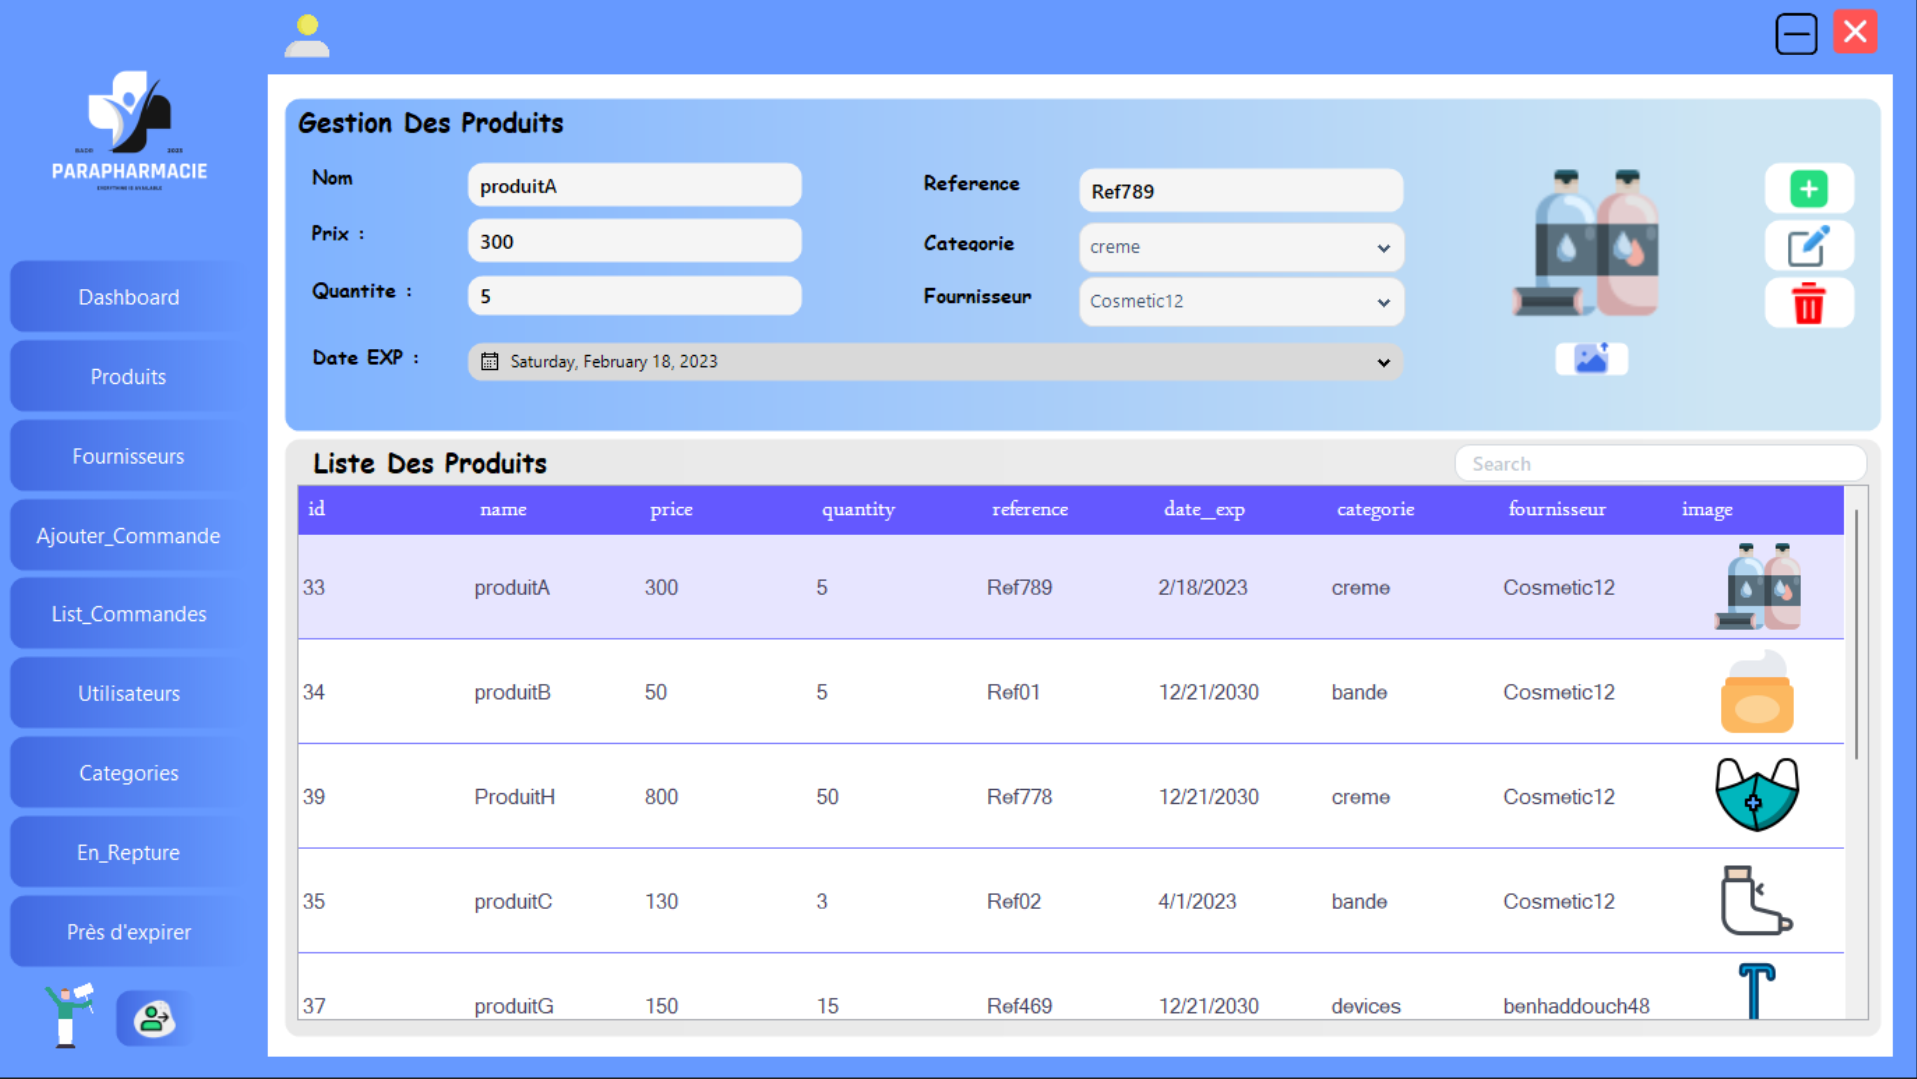 PARAPHARMACIE
EVERYTHING IS AVAILABLE
Dashboard
Produits
Fournisseurs
Ajouter_Commande
List_Commandes
Utilisateurs
Categories
En_Repture
Près d'expirer
Gestion Des Produits
Nom produitA Reference Ref789
Prix : 300 Categorie creme
Quantite : 5 Fournisseur Cosmetic12
Date EXP : Saturday, February 18, 2023
Liste Des Produits Search
id name price quantity reference date_exp categorie fournisseur image
33 produitA 300 5 Ref789 2/18/2023 creme Cosmetic12
34 produitB 50 5 Ref01 12/21/2030 bande Cosmetic12
39 ProduitH 800 50 Ref778 12/21/2030 creme Cosmetic12
35 produitC 130 3 Ref02 4/1/2023 bande Cosmetic12
37 produitG 150 15 Ref469 12/21/2030 devices benhaddouch48